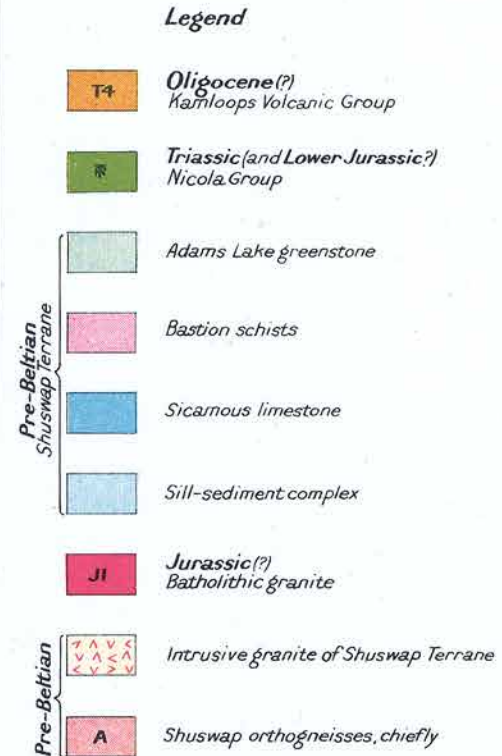 Legend
T4
Oligocene(?)
Kamloops Volcanic Group
Triassic(and Lower Jurassic?)
Nicola Group
Pre-Beltian
Shuswap Terrane
Adams Lake greenstone
Bastion schists
Sicamous limestone
Sill-sediment complex
J1
Jurassic(?)
Batholithic granite
Pre-Beltian
Intrusive granite of Shuswap Terrane
A
Shuswap orthogneisses, chiefly